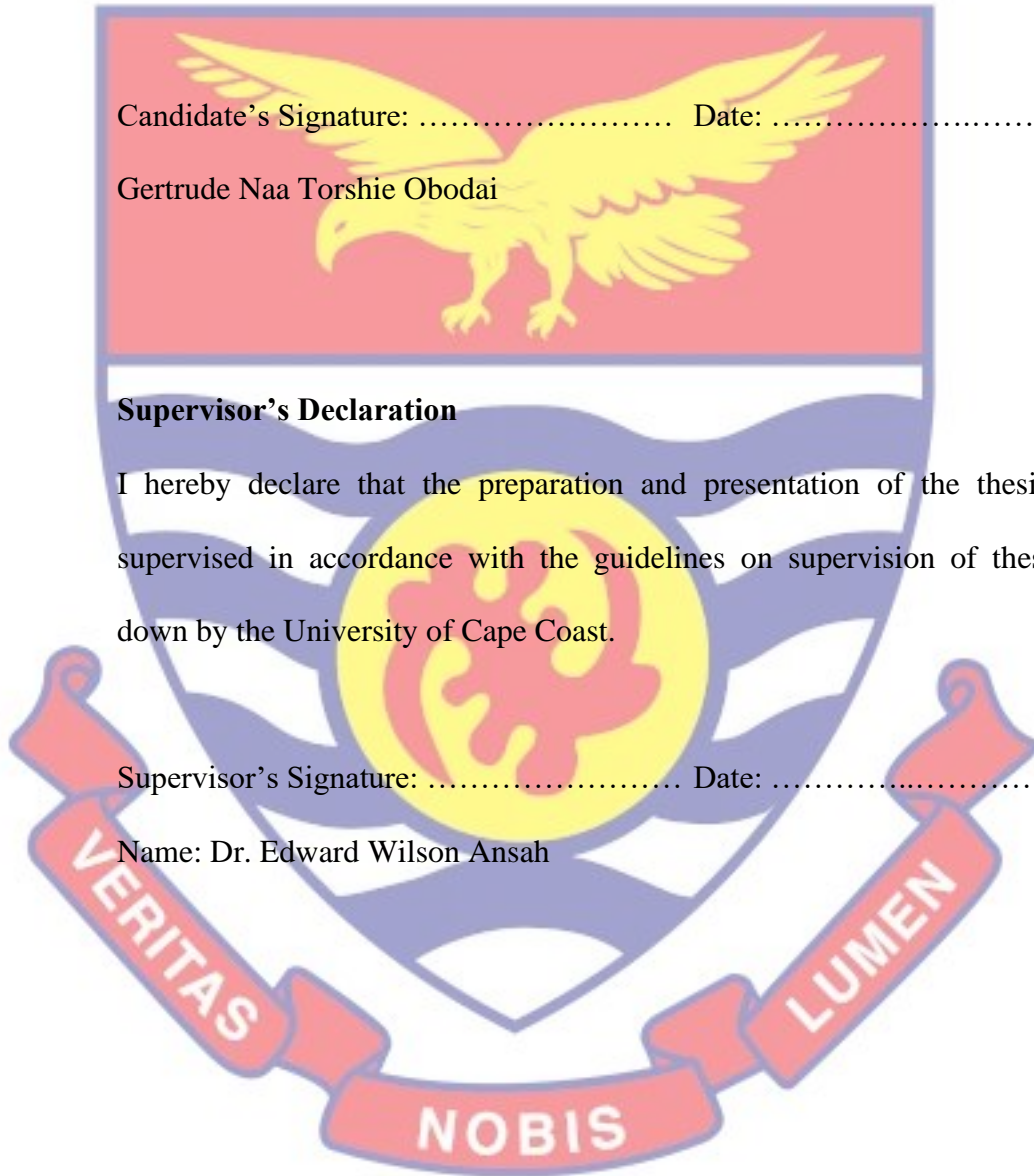 Candidate’s Signature: …………………… Date: ……………….……
Gertrude Naa Torshie Obodai
Supervisor’s Declaration
I hereby declare that the preparation and presentation of the thesi
supervised in accordance with the guidelines on supervision of thes
down by the University of Cape Coast.
Supervisor’s Signature: …………………… Date: …………..…………
Name: Dr. Edward Wilson Ansah
VERITAS
NOBIS
LUMEN